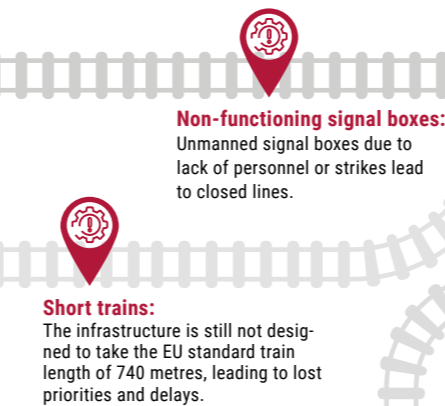 Non-functioning signal boxes:
Unmanned signal boxes due to
lack of personnel or strikes lead
to closed lines.
Short trains:
The infrastructure is still not desig-
ned to take the EU standard train
length of 740 metres, leading to lost
priorities and delays.